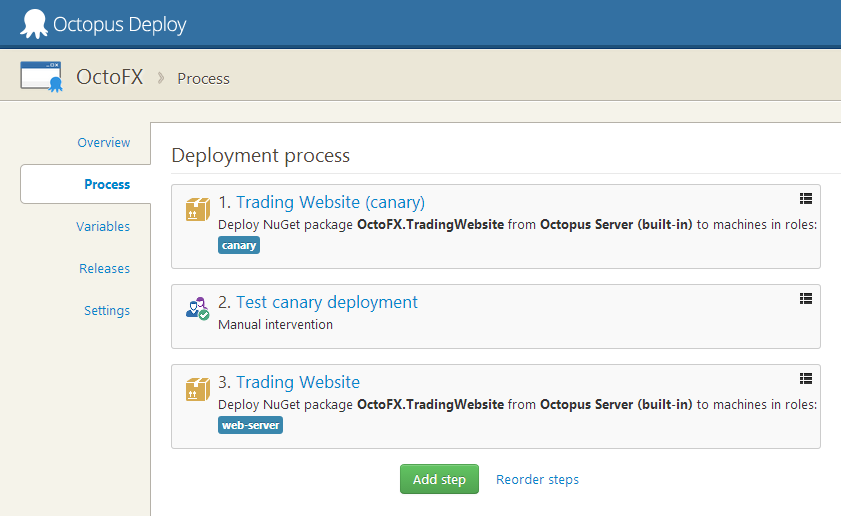 Octopus Deploy
OctoFX › Process
Overview
Process
Variables
Releases
Settings
Deployment process
1. Trading Website (canary)
Deploy NuGet package OctoFX.TradingWebsite from Octopus Server (built-in) to machines in roles:
canary
2. Test canary deployment
Manual intervention
3. Trading Website
Deploy NuGet package OctoFX.TradingWebsite from Octopus Server (built-in) to machines in roles:
web-server
Add step Reorder steps